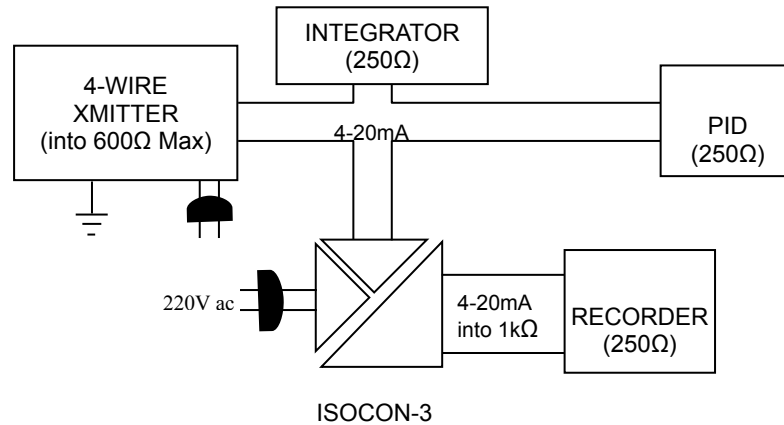 INTEGRATOR
(250Ω)
4-WIRE
XMITTER
(into 600Ω Max)
4-20mA
PID
(250Ω)
220V ac
4-20mA
into 1kΩ
RECORDER
(250Ω)
ISOCON-3